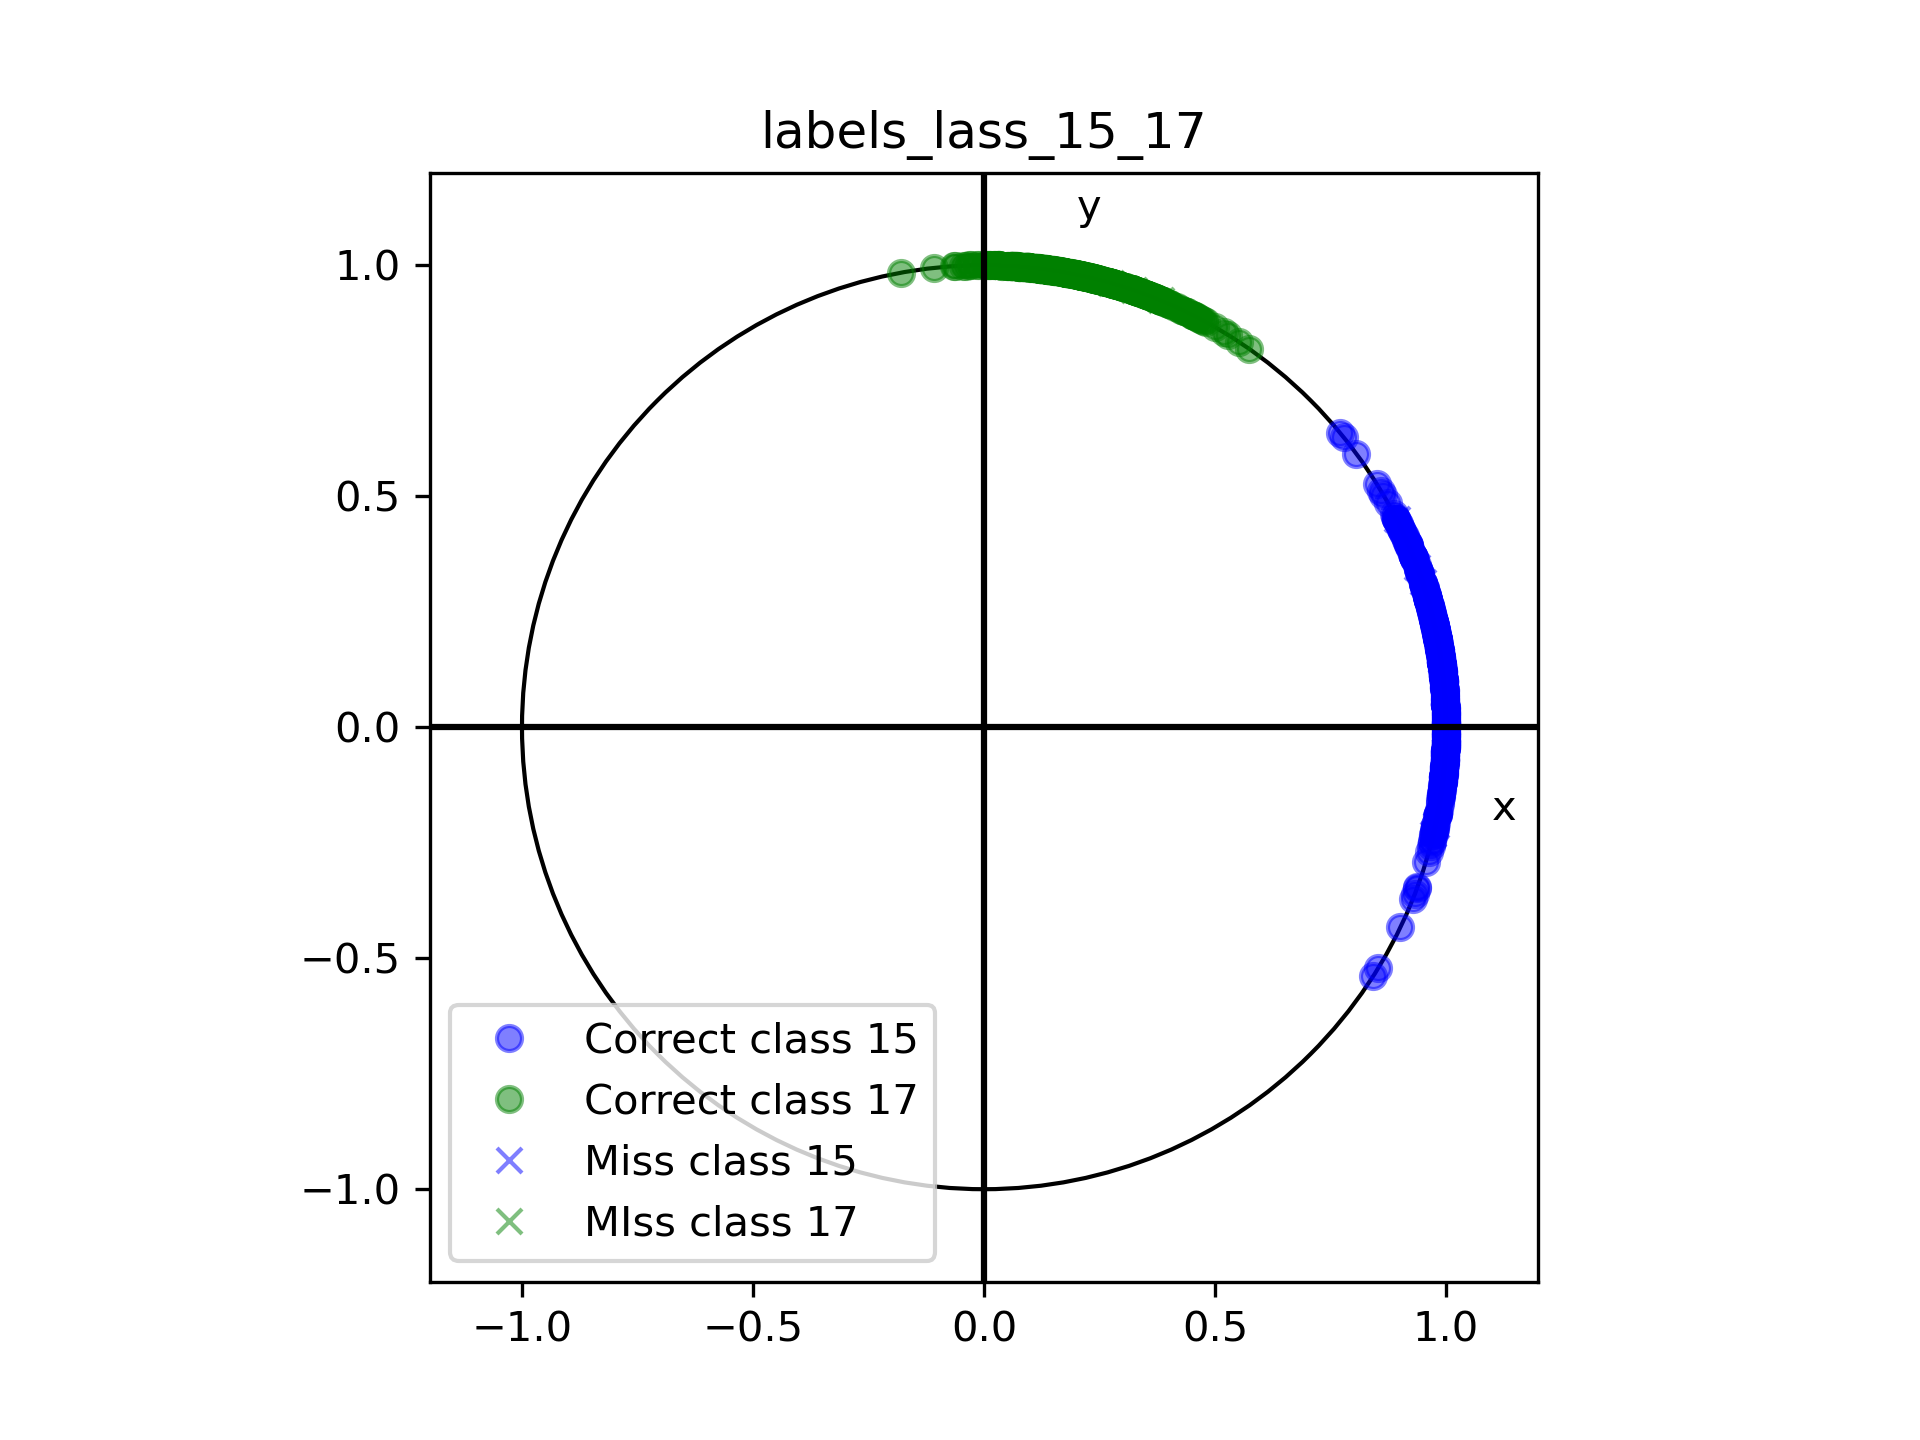 labels_lass_15_17
y
1.0
0.5
0.0
x
−0.5
−1.0
Correct class 15
Correct class 17
Miss class 15
MIss class 17
−1.0 −0.5 0.0 0.5 1.0